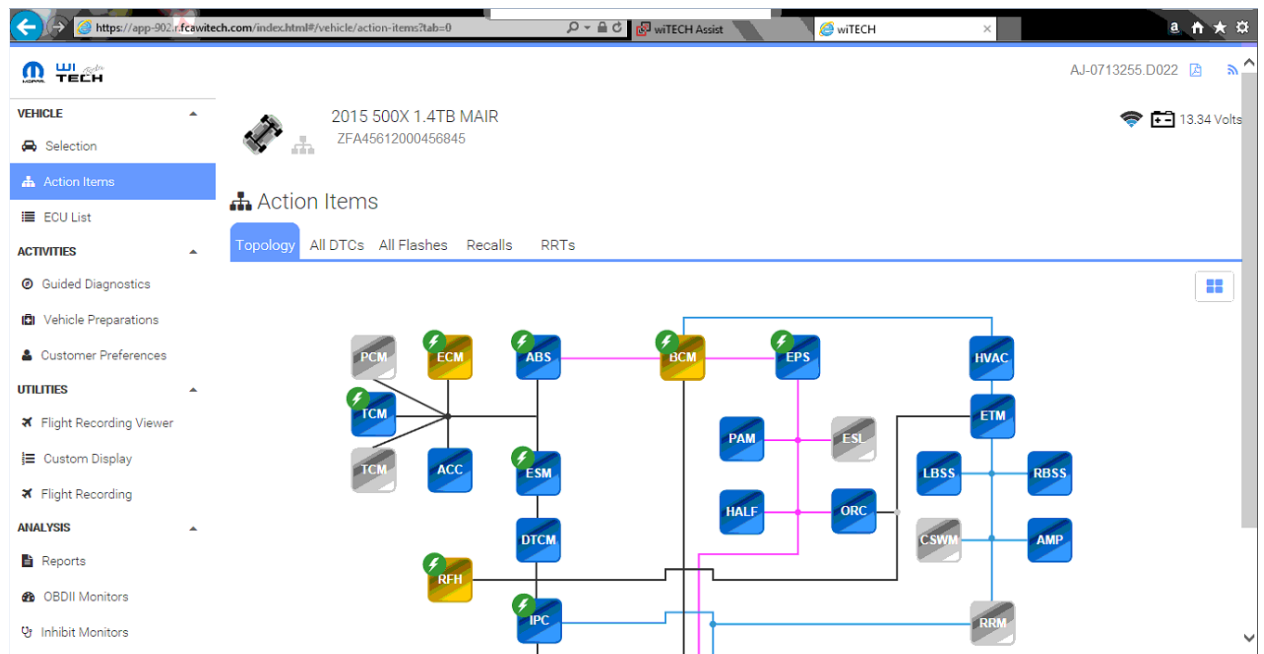 https://app-902.r.fcawitech.com/index.html#/vehicle/action-items?tab=0
wiTECH Assist
wiTECH
MOPAR
WI
TECH
AJ-0713255.D022
VEHICLE
2015 500X 1.4TB MAIR
ZFA45612000456845
13.34 Volts
Selection
Action Items
ECU List
Action Items
Topology
All DTCs
All Flashes
Recalls
RRTs
ACTIVITIES
Guided Diagnostics
Vehicle Preparations
Customer Preferences
UTILITIES
Flight Recording Viewer
Custom Display
Flight Recording
ANALYSIS
Reports
OBDII Monitors
Inhibit Monitors
PCM
ECM
ABS
BCM
EPS
HVAC
TCM
ETM
PAM
ESL
TCM
ACC
ESM
LBSS
RBSS
HALF
ORC
DTCM
CSWM
AMP
RFH
IPC
RRM